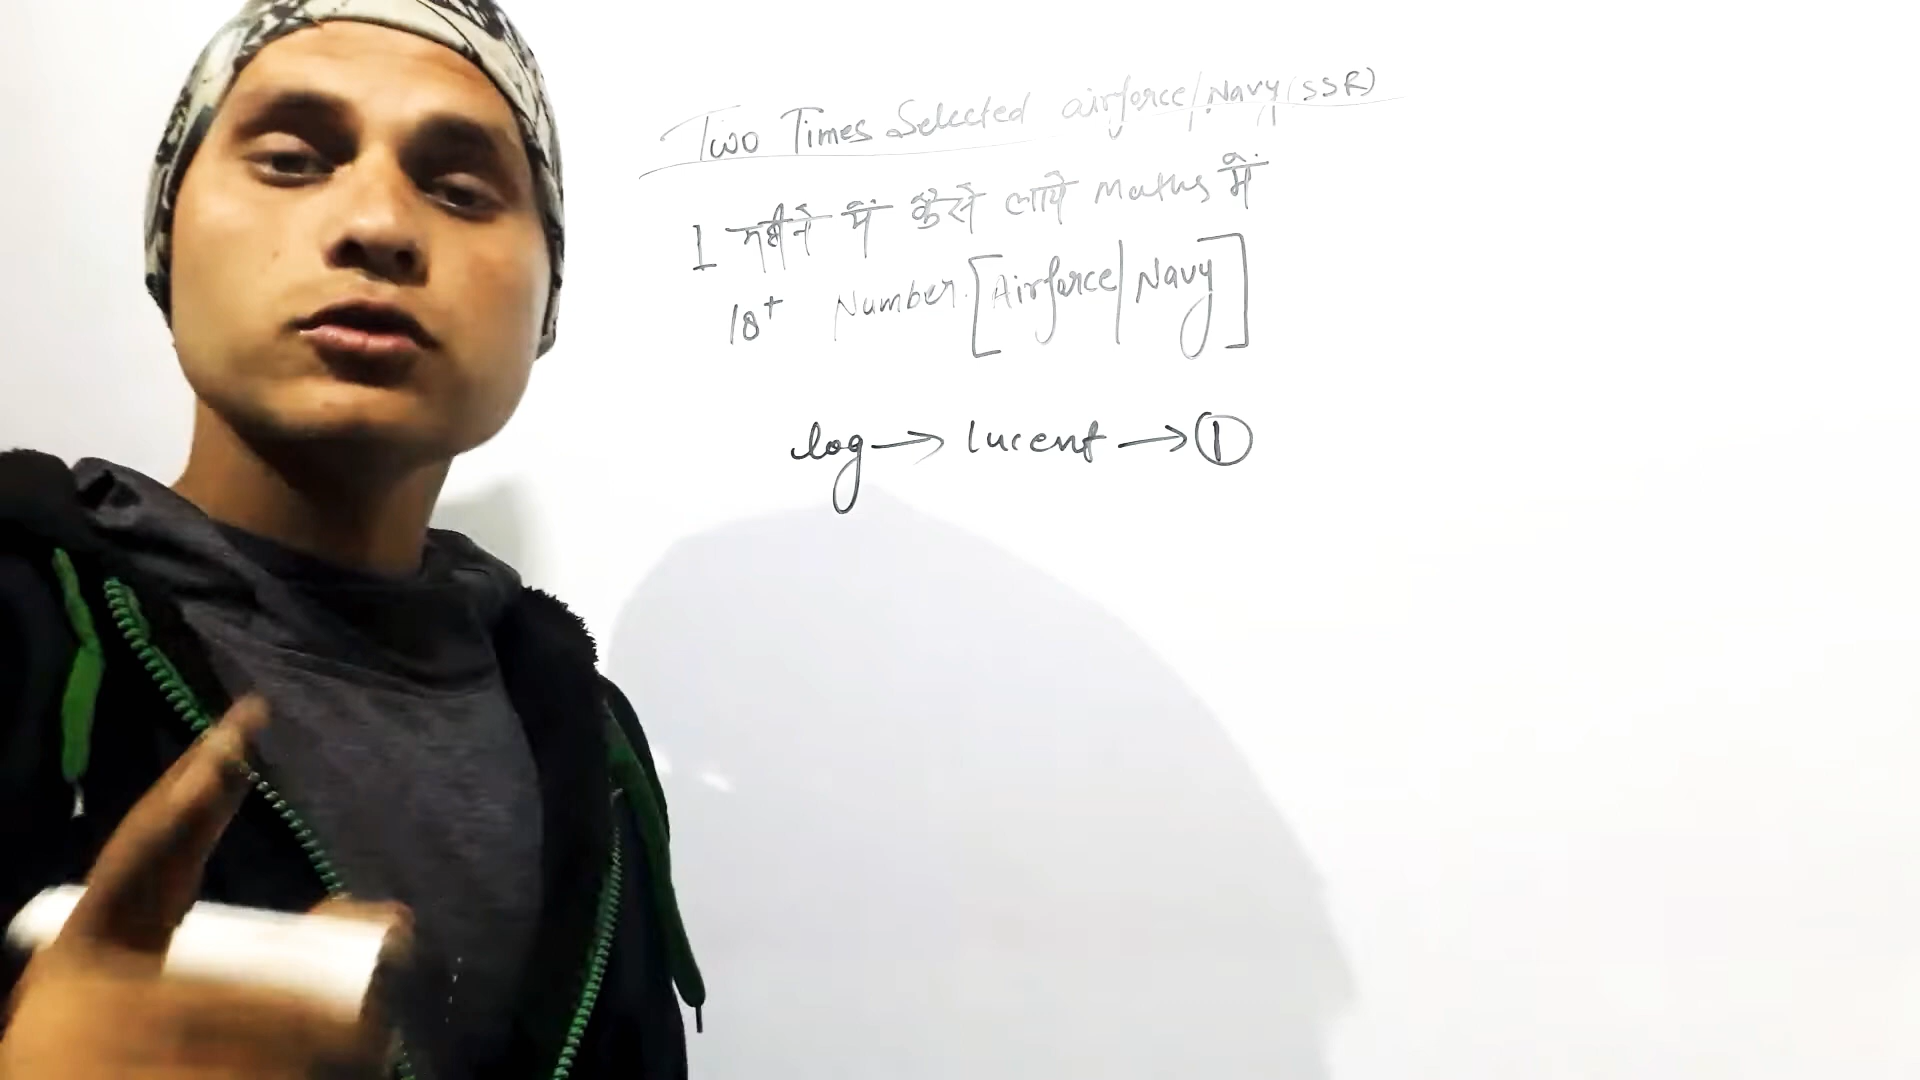 Two Times Selected airforce/Navy(SSR)
1 महीने में कैसे लाये Maths में
18+ Number [Airforce/Navy]
log → lucent → ①